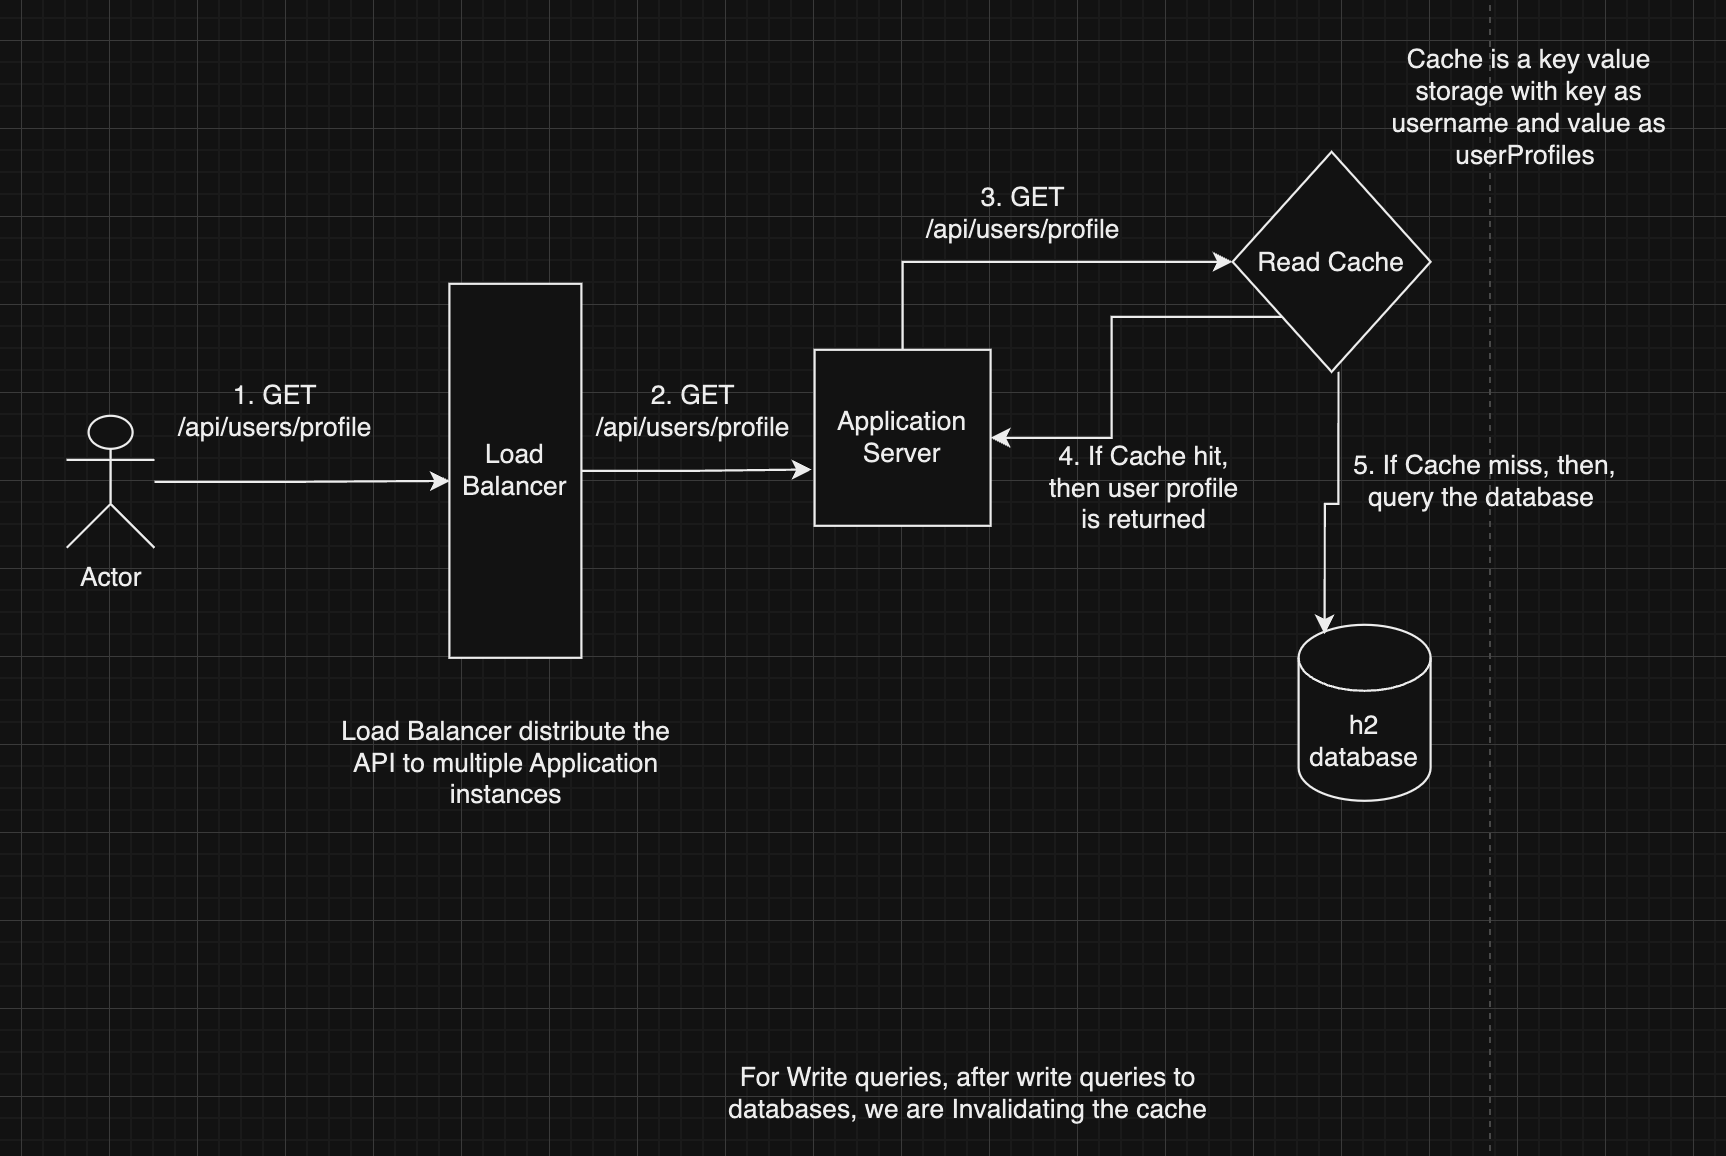 Cache is a key value
storage with key as
username and value as
userProfiles
3. GET
/api/users/profile
Read Cache
1. GET
/api/users/profile
2. GET
/api/users/profile
Application
Server
Load
Balancer
4. If Cache hit,
then user profile
is returned
5. If Cache miss, then,
query the database
Actor
Load Balancer distribute the
API to multiple Application
instances
h2
database
For Write queries, after write queries to
databases, we are Invalidating the cache